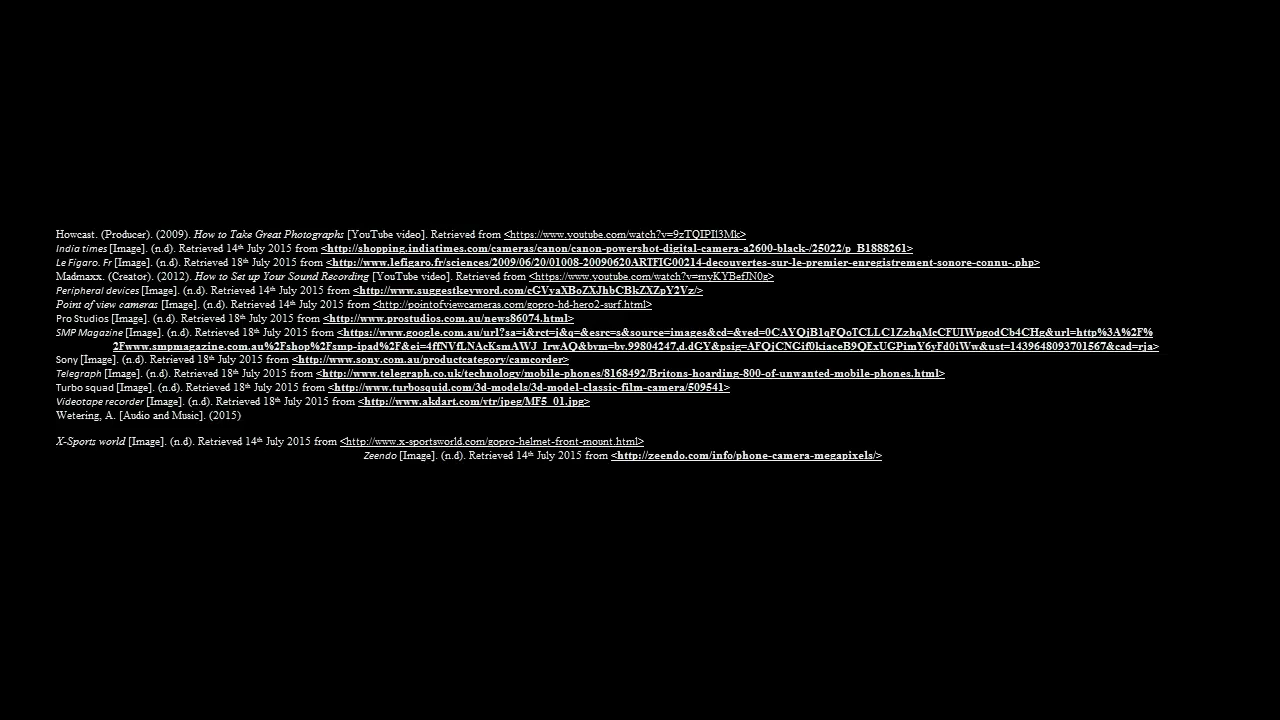 Howcast. (Producer). (2009). How to Take Great Photographs [YouTube video]. Retrieved from <https://www.youtube.com/watch?v=9zTQIPIl3Mk>
India times [Image]. (n.d). Retrieved 14th July 2015 from <http://shopping.indiatimes.com/cameras/canon/canon-powershot-digital-camera-a2600-black-/25022/p_B1888261>
Le Figaro. Fr [Image]. (n.d). Retrieved 18th July 2015 from <http://www.lefigaro.fr/sciences/2009/06/20/01008-20090620ARTFIG00214-decouvertes-sur-le-premier-enregistrement-sonore-connu-.php>
Madmaxx. (Creator). (2012). How to Set up Your Sound Recording [YouTube video]. Retrieved from <https://www.youtube.com/watch?v=myKYBefJN0g>
Peripheral devices [Image]. (n.d). Retrieved 14th July 2015 from <http://www.suggestkeyword.com/cGVyaXBoZXJhbCBkZXZpY2Vz/>
Point of view cameras [Image]. (n.d). Retrieved 14th July 2015 from <http://pointofviewcameras.com/gopro-hd-hero2-surf.html>
Pro Studios [Image]. (n.d). Retrieved 18th July 2015 from <http://www.prostudios.com.au/news86074.html>
SMP Magazine [Image]. (n.d). Retrieved 18th July 2015 from <https://www.google.com.au/url?sa=i&rct=j&q=&esrc=s&source=images&cd=&ved=0CAYQjB1qFQoTCLLC1ZzhqMcCFUIWpgodCb4CHg&url=http%3A%2F%
2Fwww.smpmagazine.com.au%2Fshop%2Fsmp-ipad%2F&ei=4ffNVfLNAcKsmAWJ_IrwAQ&bvm=bv.99804247,d.dGY&psig=AFQjCNGif0kiaceB9QExUGPimY6yFd0iWw&ust=1439648093701567&cad=rja>
Sony [Image]. (n.d). Retrieved 18th July 2015 from <http://www.sony.com.au/productcategory/camcorder>
Telegraph [Image]. (n.d). Retrieved 18th July 2015 from <http://www.telegraph.co.uk/technology/mobile-phones/8168492/Britons-hoarding-800-of-unwanted-mobile-phones.html>
Turbo squad [Image]. (n.d). Retrieved 18th July 2015 from <http://www.turbosquid.com/3d-models/3d-model-classic-film-camera/509541>
Videotape recorder [Image]. (n.d). Retrieved 18th July 2015 from <http://www.akdart.com/vtr/jpeg/MF5_01.jpg>
Wetering, A. [Audio and Music]. (2015)
X-Sports world [Image]. (n.d). Retrieved 14th July 2015 from <http://www.x-sportsworld.com/gopro-helmet-front-mount.html>
Zeendo [Image]. (n.d). Retrieved 14th July 2015 from <http://zeendo.com/info/phone-camera-megapixels/>